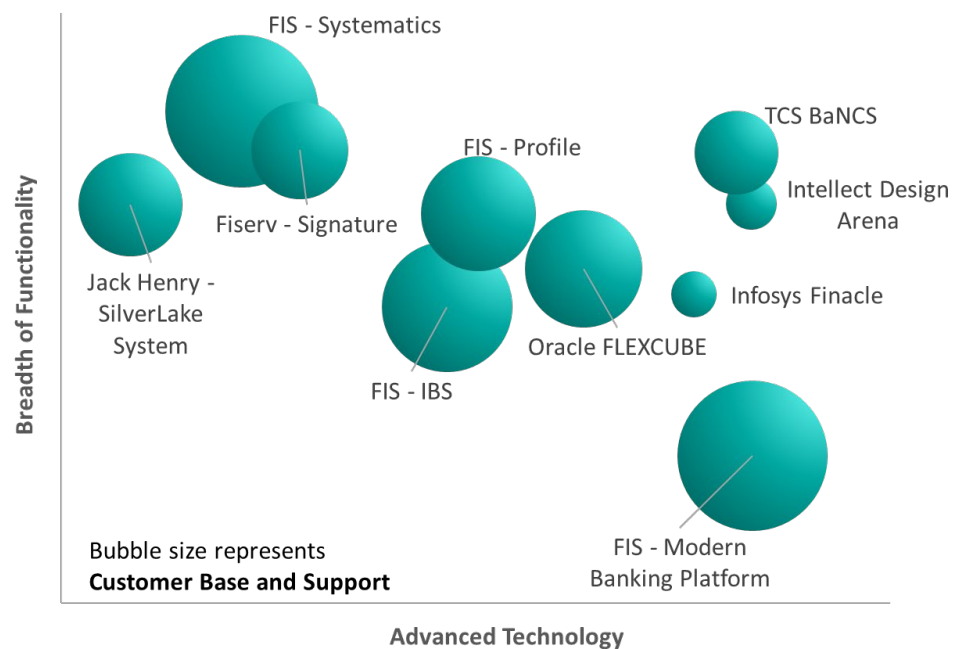 FIS - Systematics
TCS BaNCS
FIS - Profile
Intellect Design
Arena
Fiserv - Signature
Jack Henry -
SilverLake
System
Infosys Finacle
Oracle FLEXCUBE
FIS - IBS
FIS - Modern
Banking Platform
Bubble size represents
Customer Base and Support
Breadth of Functionality
Advanced Technology